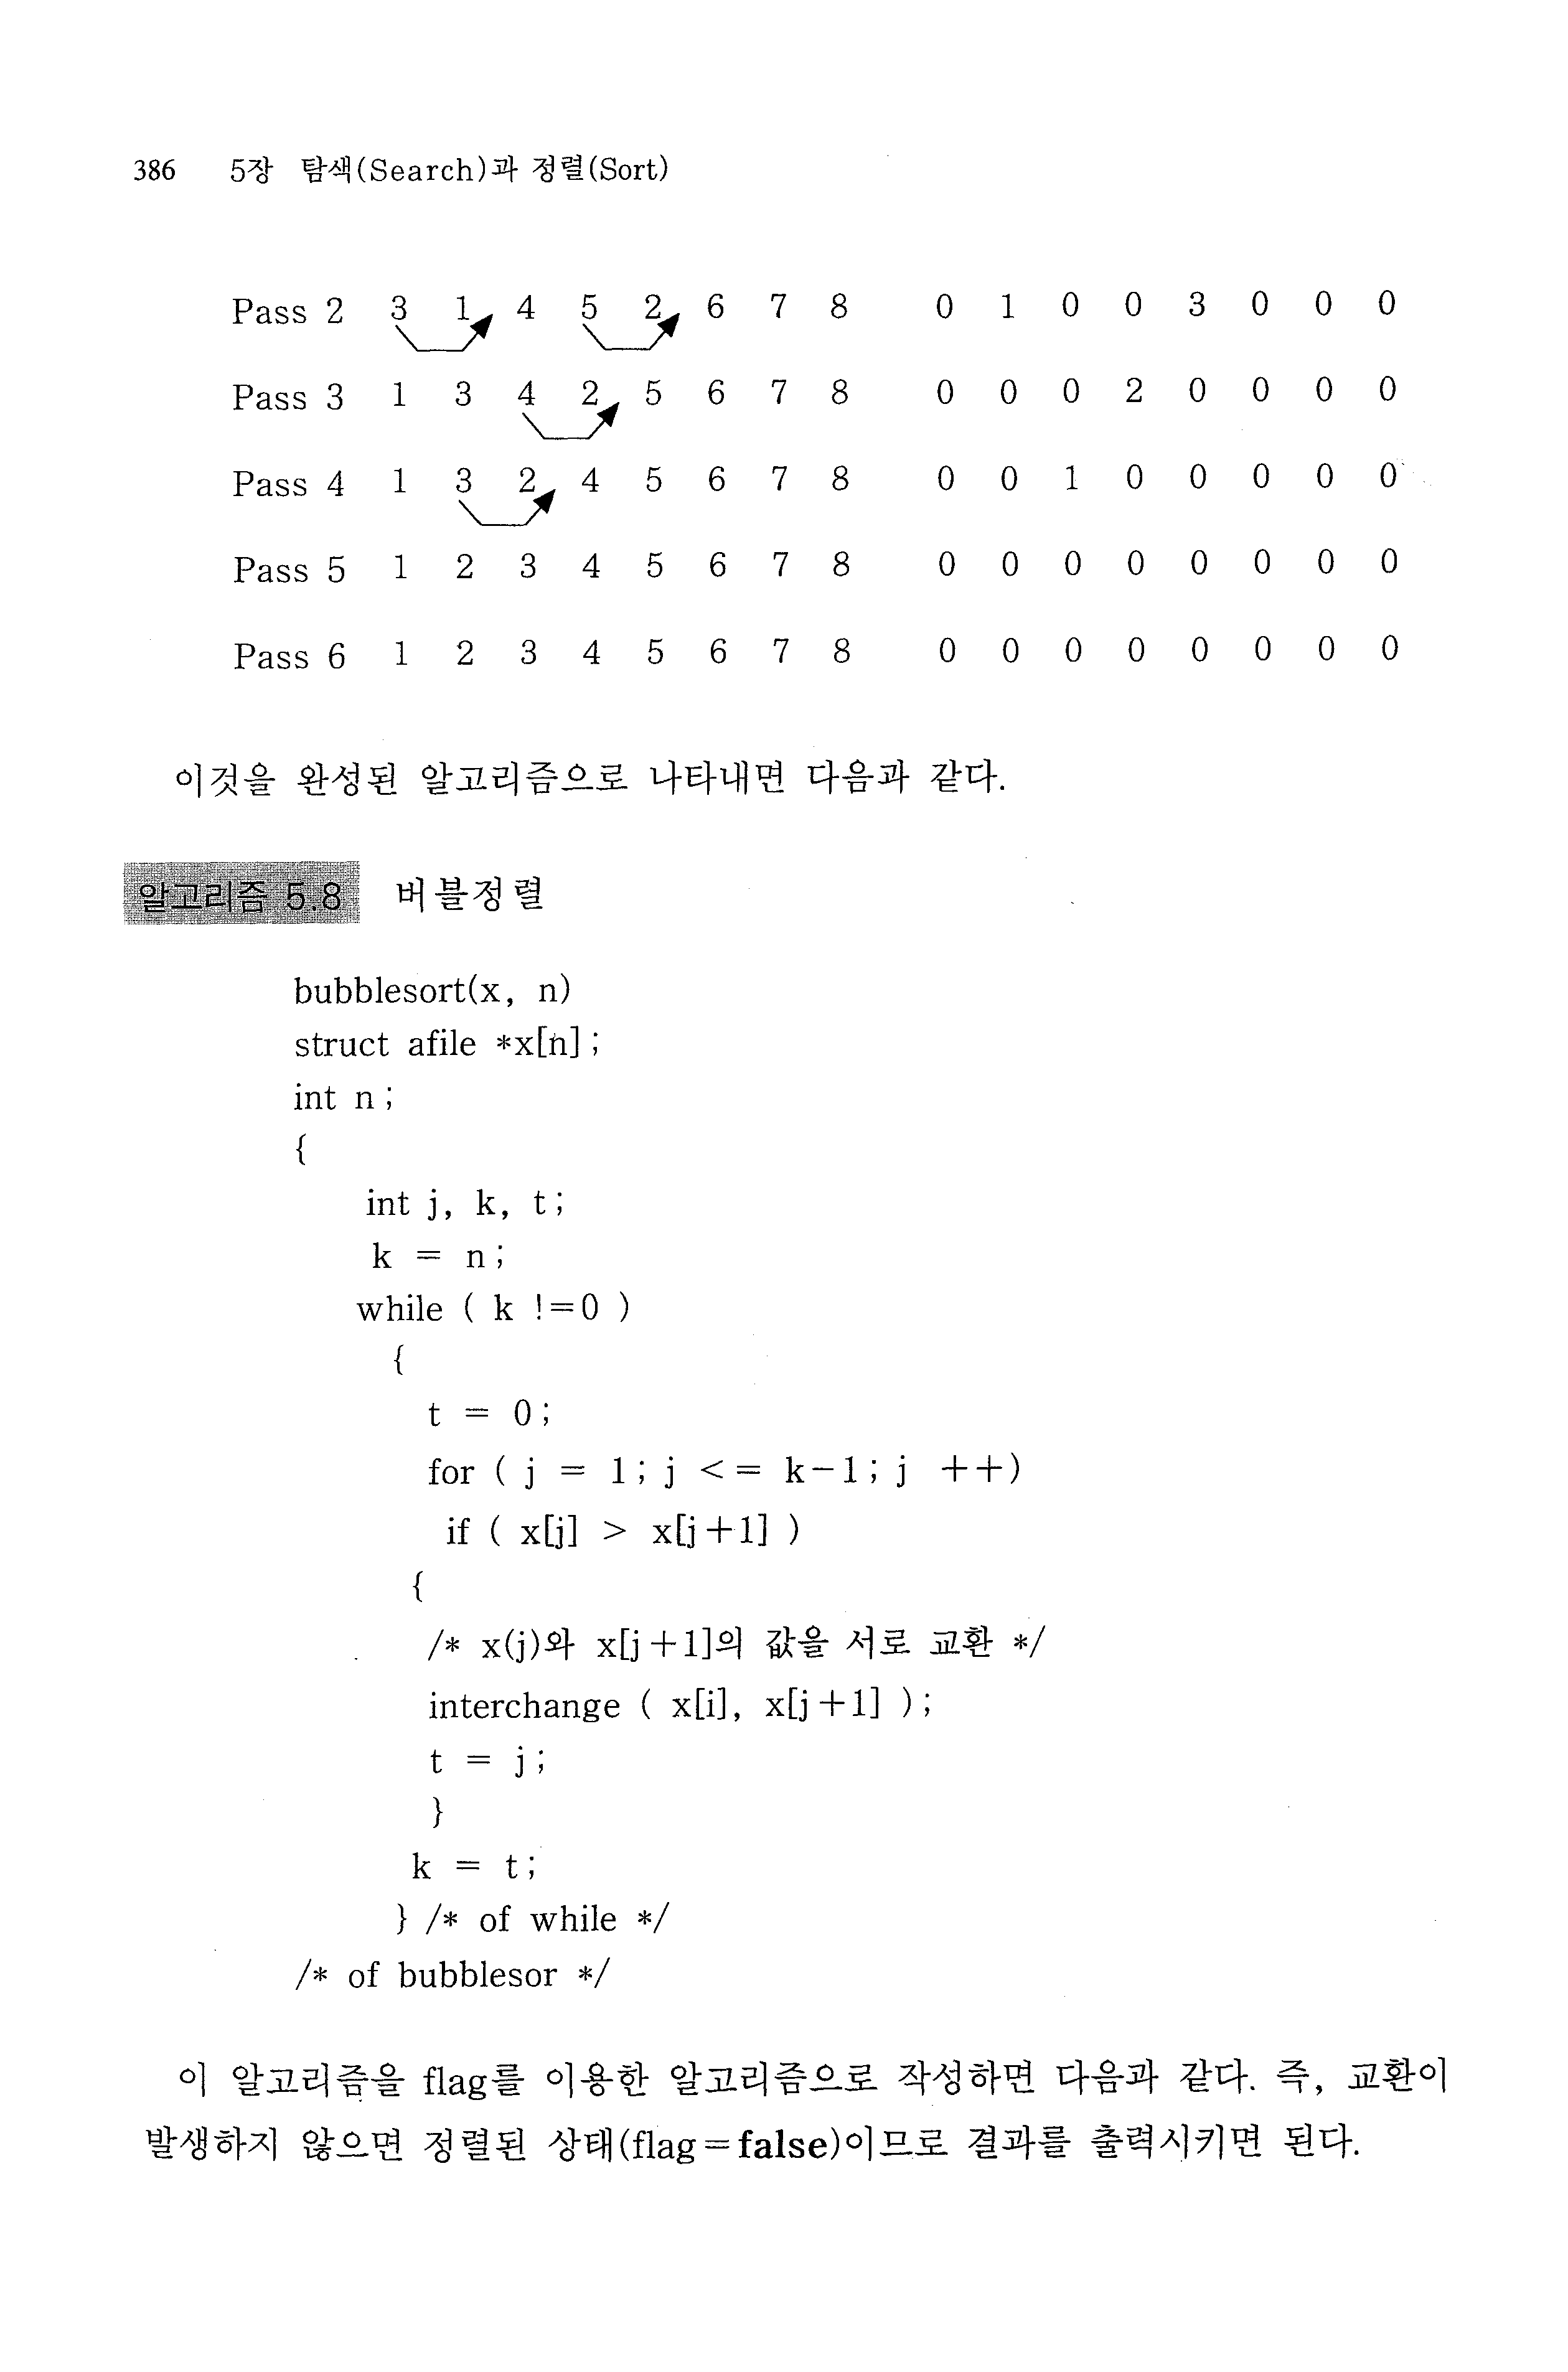 386 5장 탐색(Search)과 정렬(Sort)
Pass 2 3 1 4 5 2 6 7 8 0 1 0 0 3 0 0 0
Pass 3 1 3 4 2 5 6 7 8 0 0 0 2 0 0 0 0
Pass 4 1 3 2 4 5 6 7 8 0 0 1 0 0 0 0 0
Pass 5 1 2 3 4 5 6 7 8 0 0 0 0 0 0 0 0
Pass 6 1 2 3 4 5 6 7 8 0 0 0 0 0 0 0 0
이것을 완성된 알고리즘으로 나타내면 다음과 같다.
알고리즘 5.8 버블정렬
bubblesort(x, n)
struct afile *x[n];
int n;
{
int j, k, t;
k = n;
while ( k !=0 )
{
t = 0;
for ( j = 1; j <= k-1; j ++)
if ( x[j] > x[j+1] )
{
/* x(j)와 x[j+1]의 값을 서로 교환 */
interchange ( x[i], x[j+1] );
t = j;
}
k = t;
} /* of while */
/* of bubblesor */
이 알고리즘을 flag를 이용한 알고리즘으로 작성하면 다음과 같다. 즉, 교환이
발생하지 않으면 정렬된 상태(flag=false)이므로 결과를 출력시키면 된다.